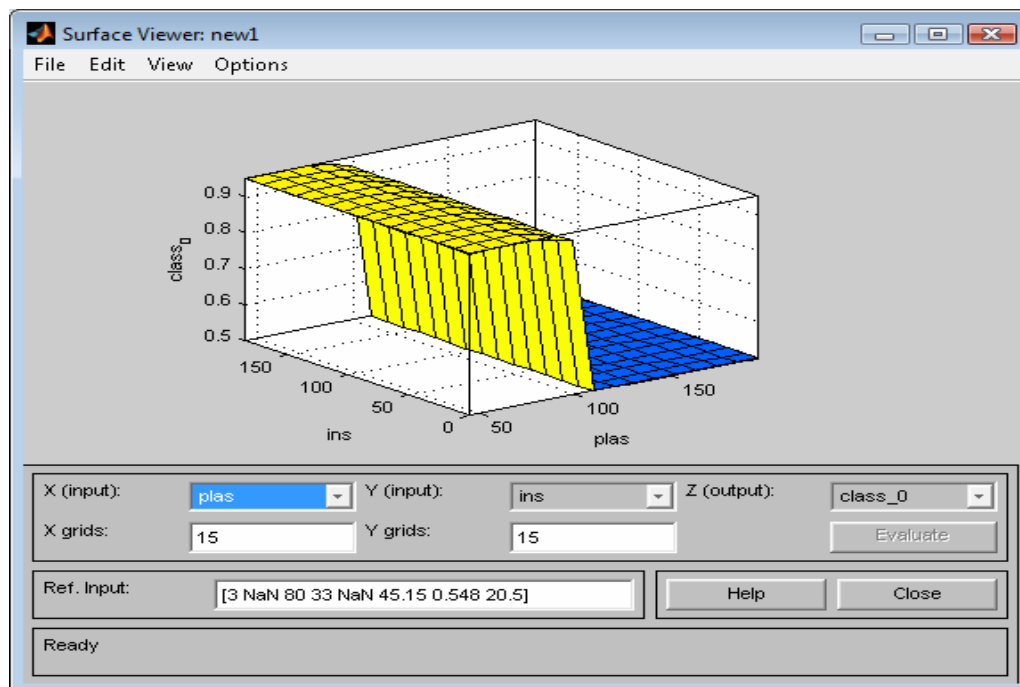 Surface Viewer: new1
File Edit View Options
0.9
0.8
0.7
0.6
0.5
class0
150
100
50
0
ins
50
100
150
plas
X (input): plas Y (input): ins Z (output): class_0
X grids: 15 Y grids: 15 Evaluate
Ref. Input: [3 NaN 80 33 NaN 45.15 0.548 20.5] Help Close
Ready